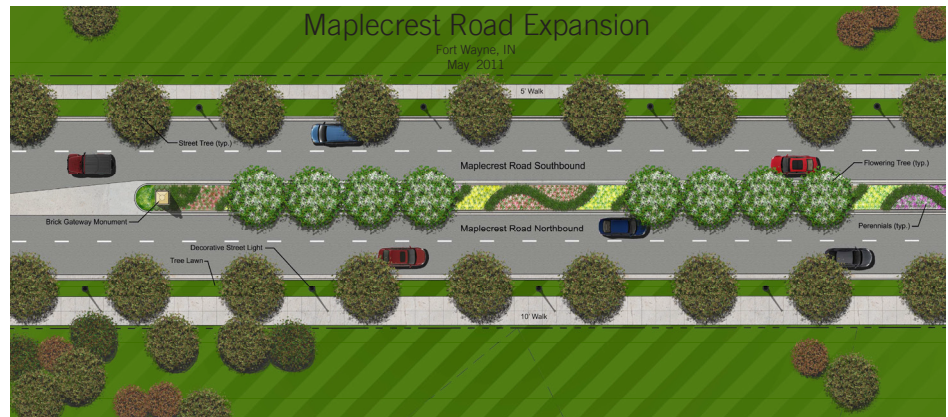 Maplecrest Road Expansion
Fort Wayne, IN
May 2011
5' Walk
Street Tree (typ.)
Maplecrest Road Southbound
Flowering Tree (typ.)
Brick Gateway Monument
Maplecrest Road Northbound
Perennials (typ.)
Decorative Street Light
Tree Lawn
10' Walk